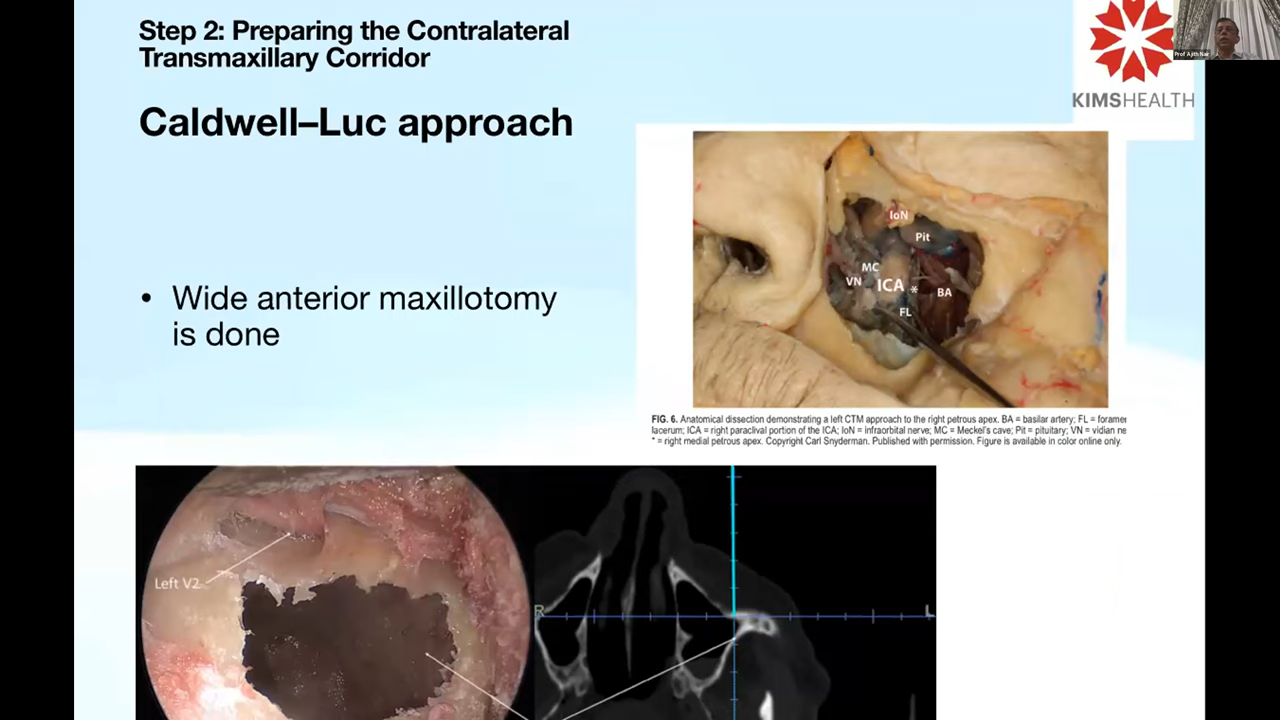 Step 2: Preparing the Contralateral
Transmaxillary Corridor
Caldwell–Luc approach
KIMSHEALTH
Prof Ajith Nair
• Wide anterior maxillotomy
is done
IoN
Pit
MC
VN
ICA
*
BA
FL
FIG. 6. Anatomical dissection demonstrating a left CTM approach to the right petrous apex. BA = basilar artery; FL = foramen
lacerum; ICA = right paraclival portion of the ICA; IoN = infraorbital nerve; MC = Meckel's cave; Pit = pituitary; VN = vidian ne
* = right medial petrous apex. Copyright Carl Snyderman. Published with permission. Figure is available in color online only.
Left V2
R
L